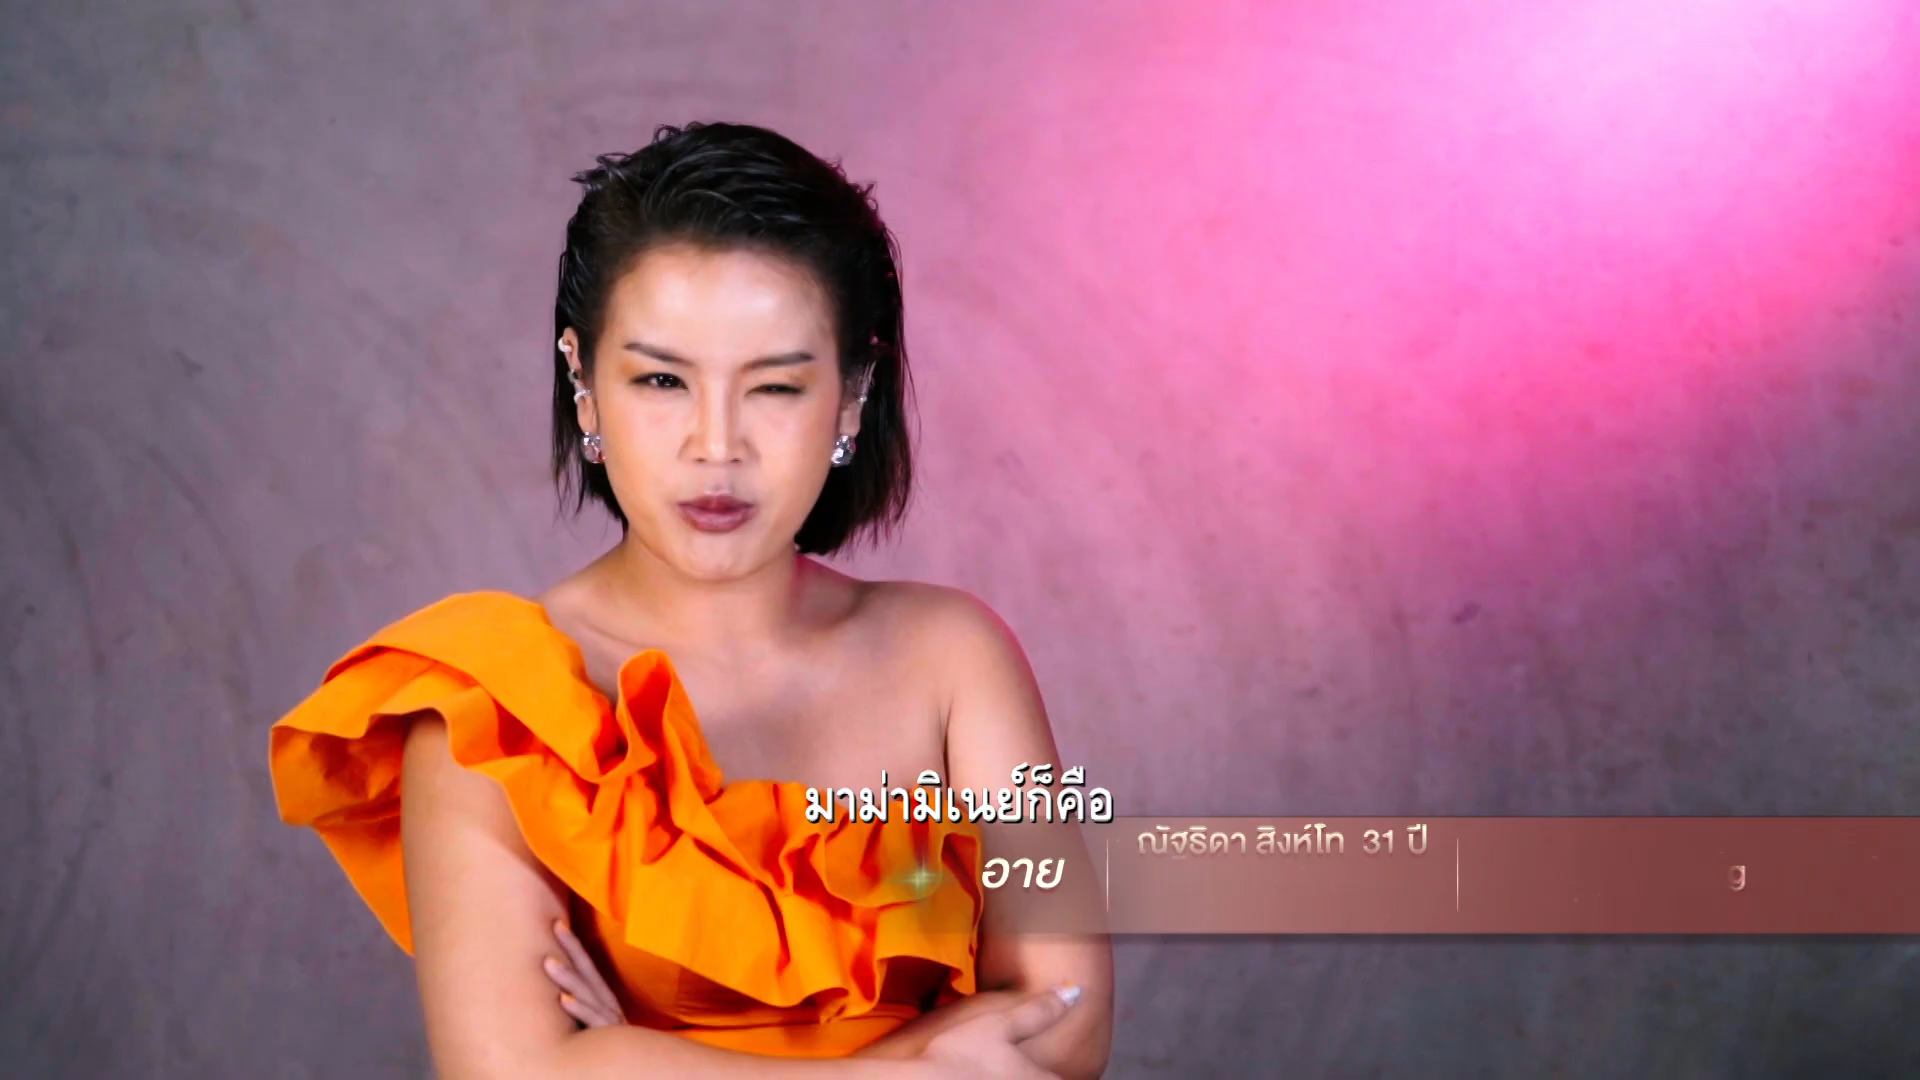 มาม่ามิเนย์ก็คือ
อาย
ณัฐริดา สิงห์โท 31 ปี
g